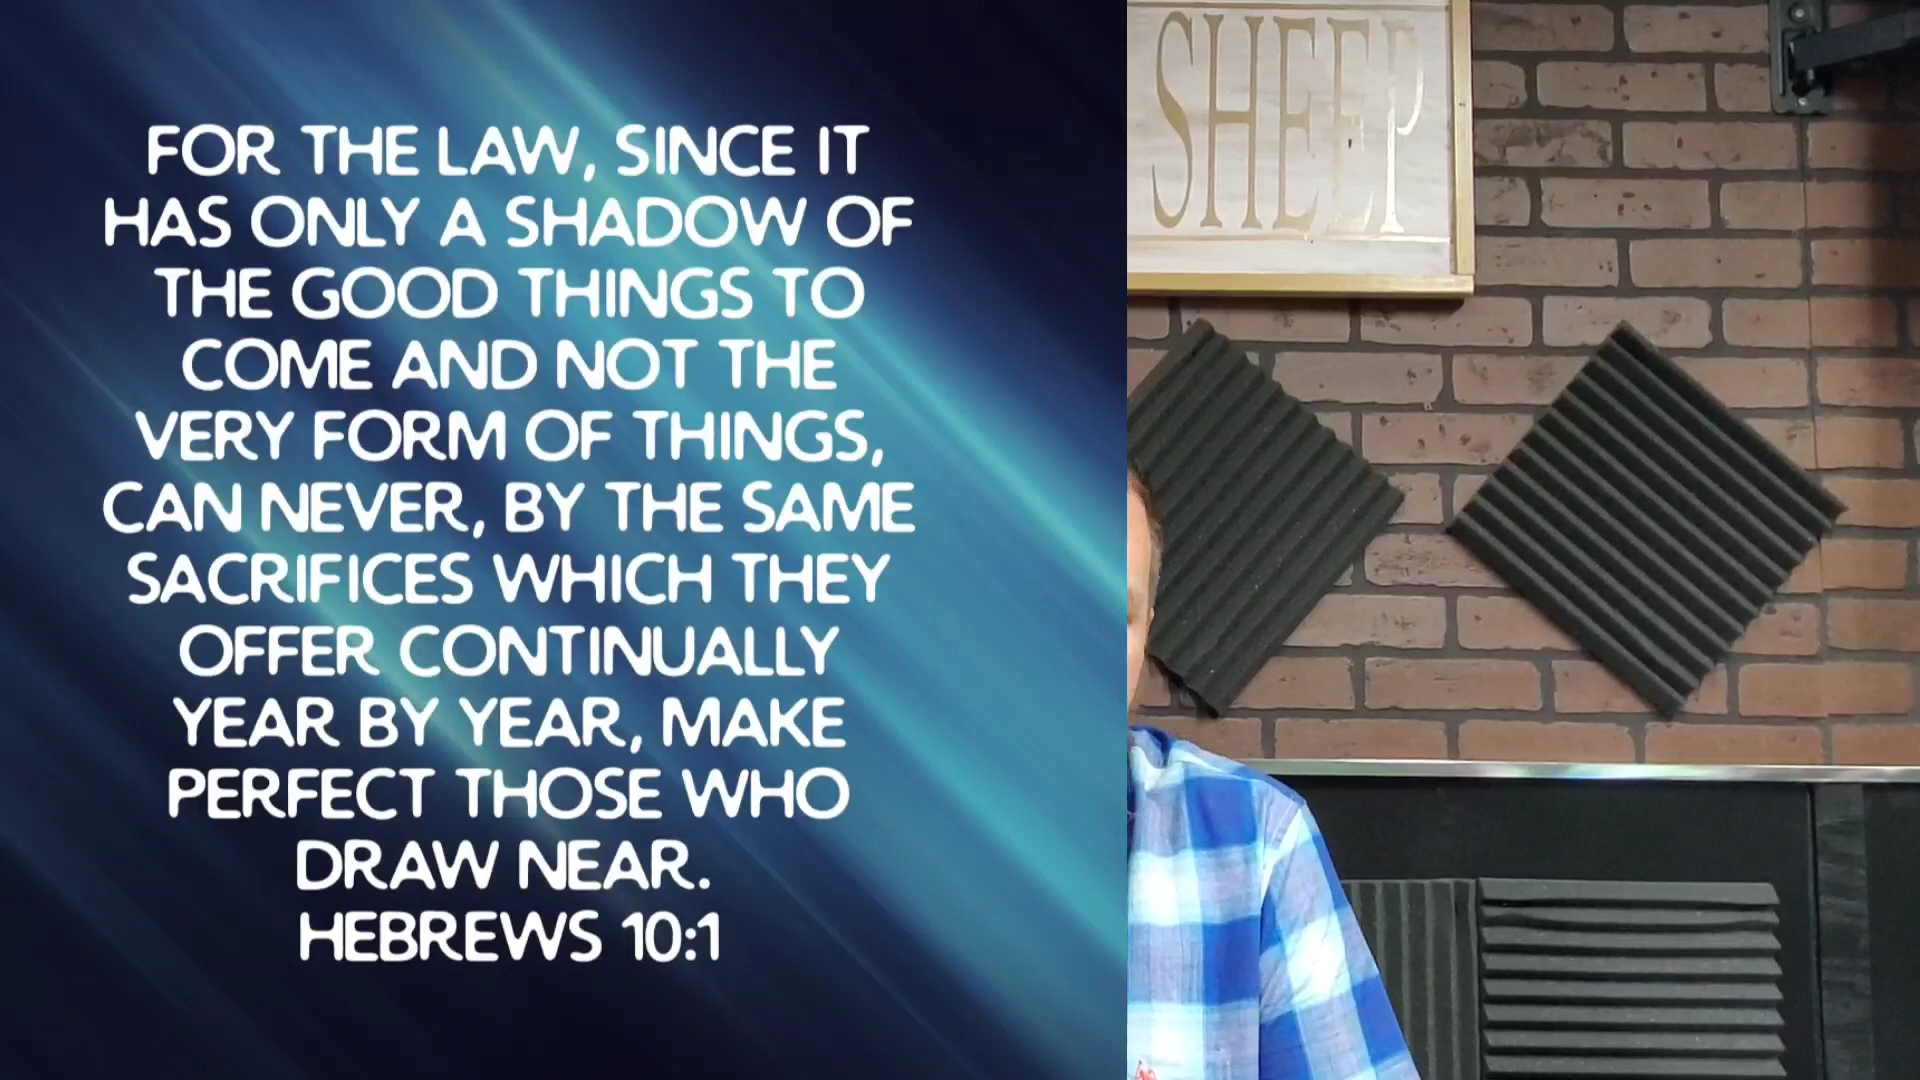 FOR THE LAW, SINCE IT
HAS ONLY A SHADOW OF
THE GOOD THINGS TO
COME AND NOT THE
VERY FORM OF THINGS,
CAN NEVER, BY THE SAME
SACRIFICES WHICH THEY
OFFER CONTINUALLY
YEAR BY YEAR, MAKE
PERFECT THOSE WHO
DRAW NEAR.
HEBREWS 10:1
SHEEP